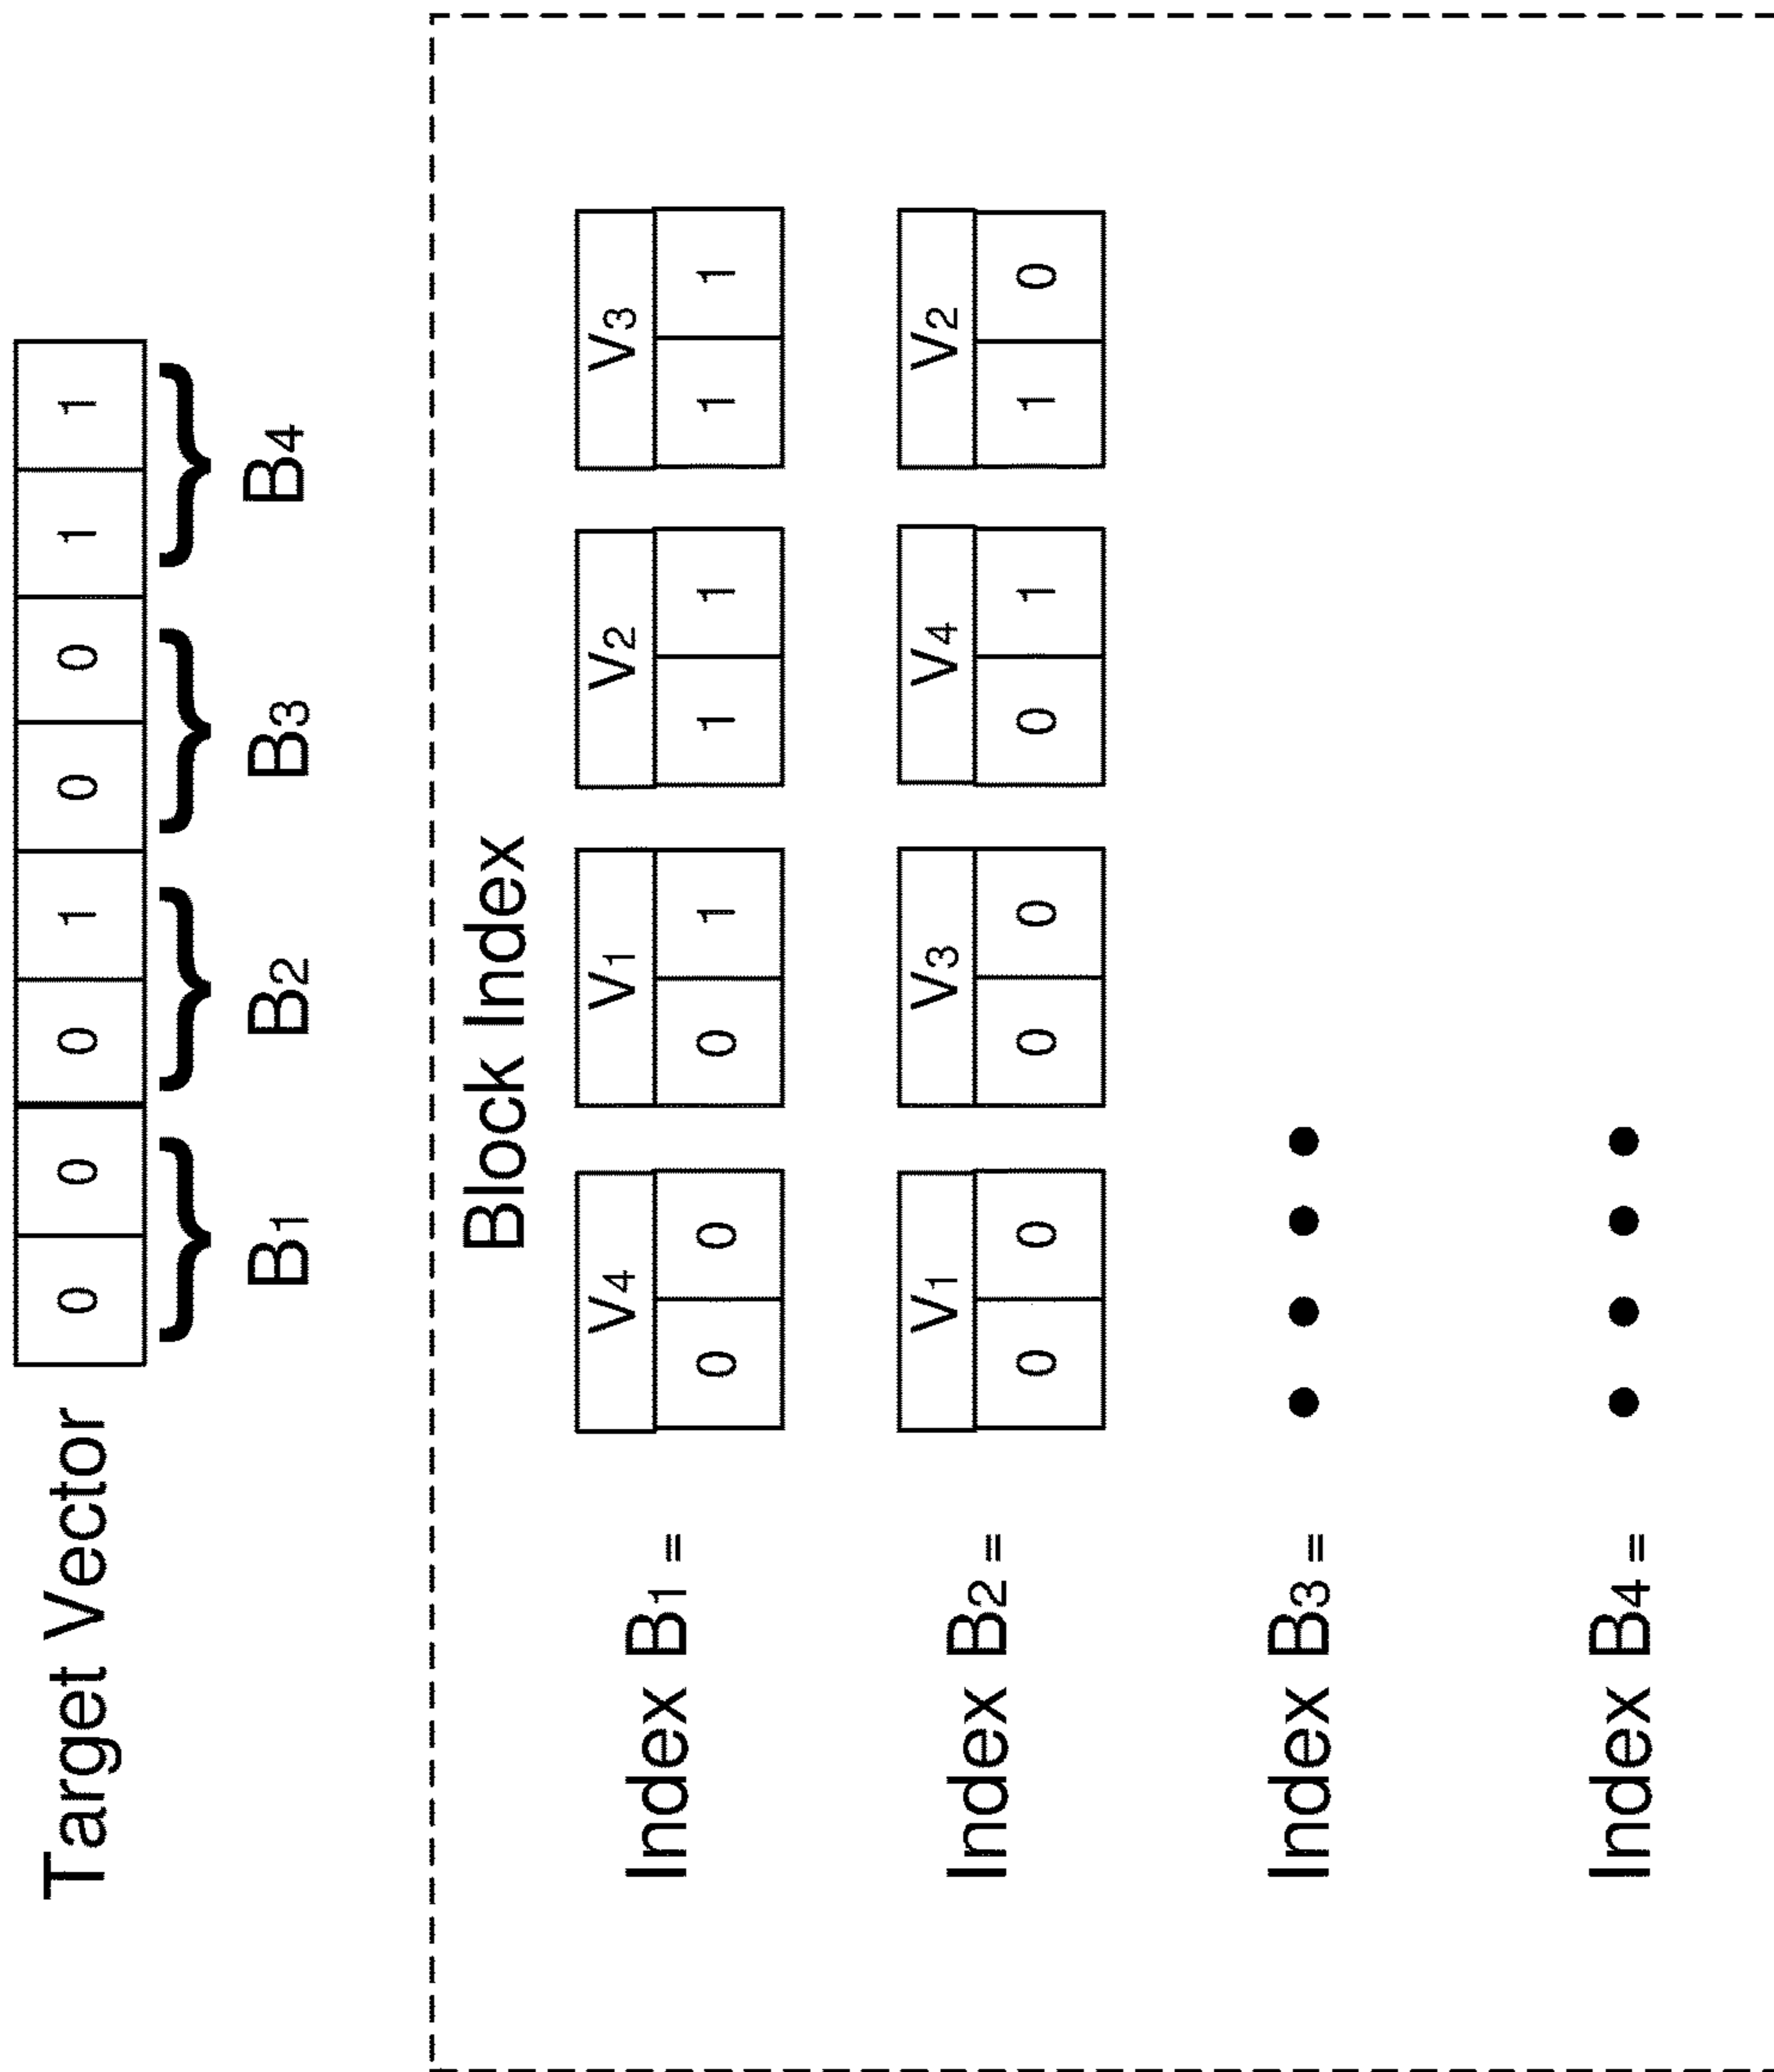 Target Vector 0 0 0 1 0 0 1 1
B1 B2 B3 B4
Block Index
V4 V1 V2 V3
Index B1 = 0 0 0 1 1 1 1 1
V1 V3 V4 V2
Index B2 = 0 0 0 0 0 1 1 0
Index B3 =
Index B4 =